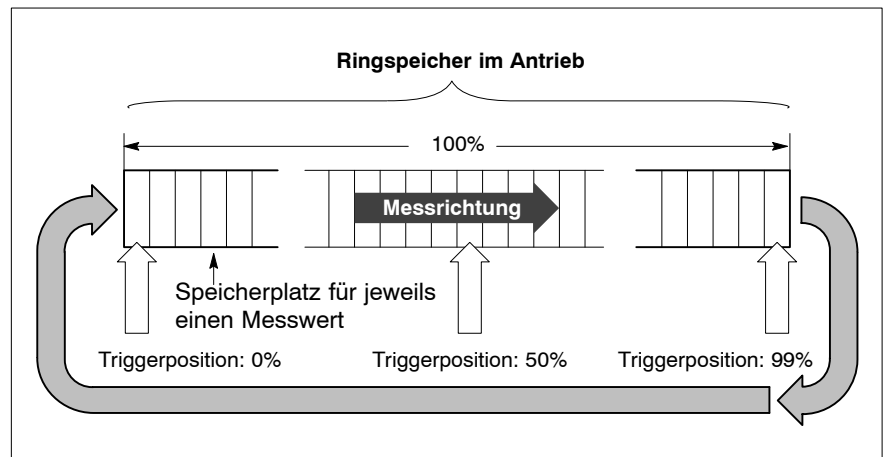 Ringspeicher im Antrieb
100%
Messrichtung
Speicherplatz für jeweils
einen Messwert
Triggerposition: 0%
Triggerposition: 50%
Triggerposition: 99%